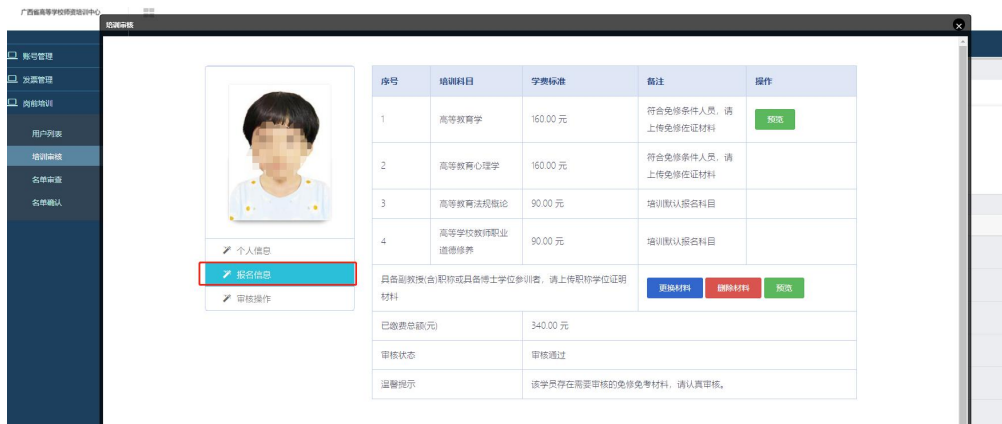 广西高等学校师资培训中心
培训审核
账号管理
发票管理
岗前培训
用户列表
培训审核
名单审查
名单确认
个人信息
报名信息
审核操作
序号 培训科目 学费标准 备注 操作
1 高等教育学 160.00 元 符合免修条件人员，请
上传免修佐证材料 预览
2 高等教育心理学 160.00 元 符合免修条件人员，请
上传免修佐证材料
3 高等教育法规概论 90.00 元 培训默认报名科目
4 高等学校教师职业
道德修养 90.00 元 培训默认报名科目
具备副教授(含)职称或具备博士学位参训者，请上传职称学位证明
材料 更换材料 删除材料 预览
已缴费总额(元) 340.00 元
审核状态 审核通过
温馨提示 该学员存在需要审核的免修免考材料，请认真审核。